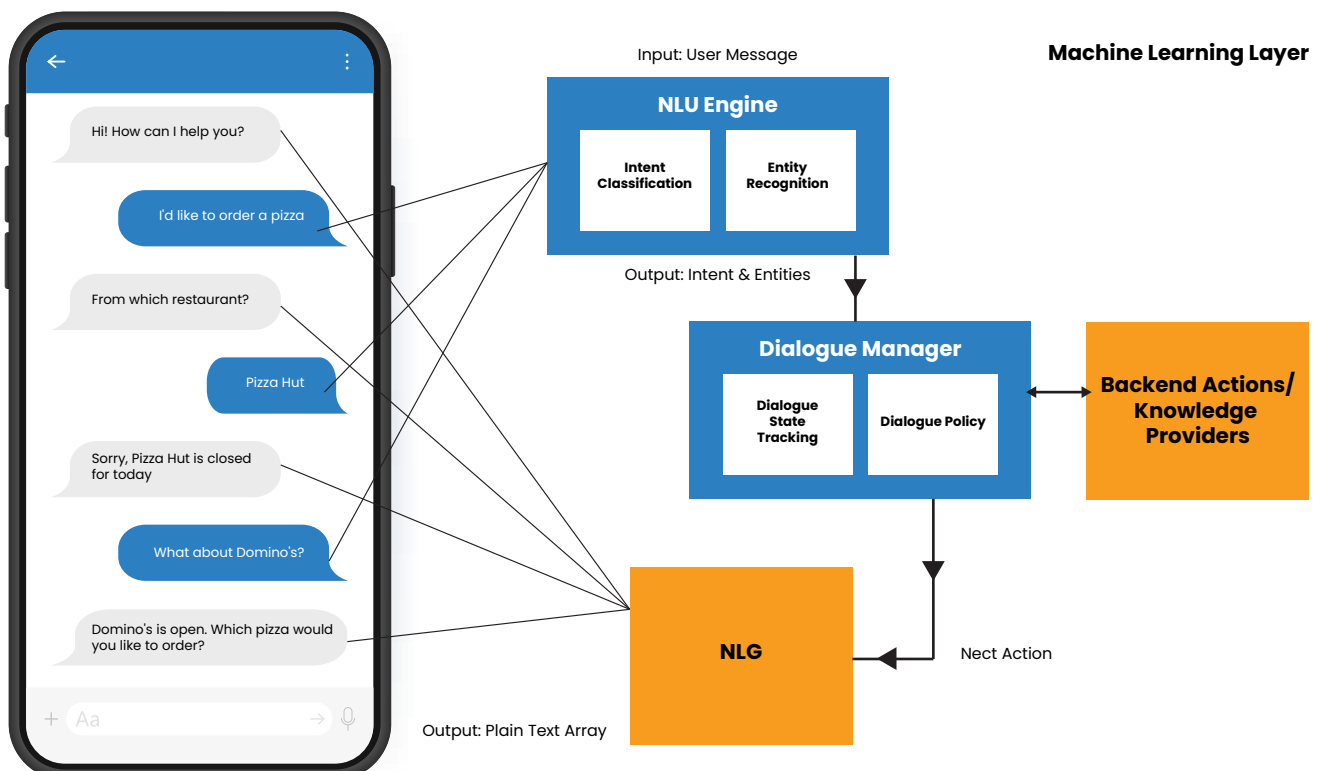 Hi! How can I help you?
I'd like to order a pizza
From which restaurant?
Pizza Hut
Sorry, Pizza Hut is closed
for today
What about Domino's?
Domino's is open. Which pizza would
you like to order?
Aa
Input: User Message
Machine Learning Layer
NLU Engine
Intent
Classification
Entity
Recognition
Output: Intent & Entities
Dialogue Manager
Dialogue
State
Tracking
Dialogue Policy
Backend Actions/
Knowledge
Providers
NLG
Nect Action
Output: Plain Text Array